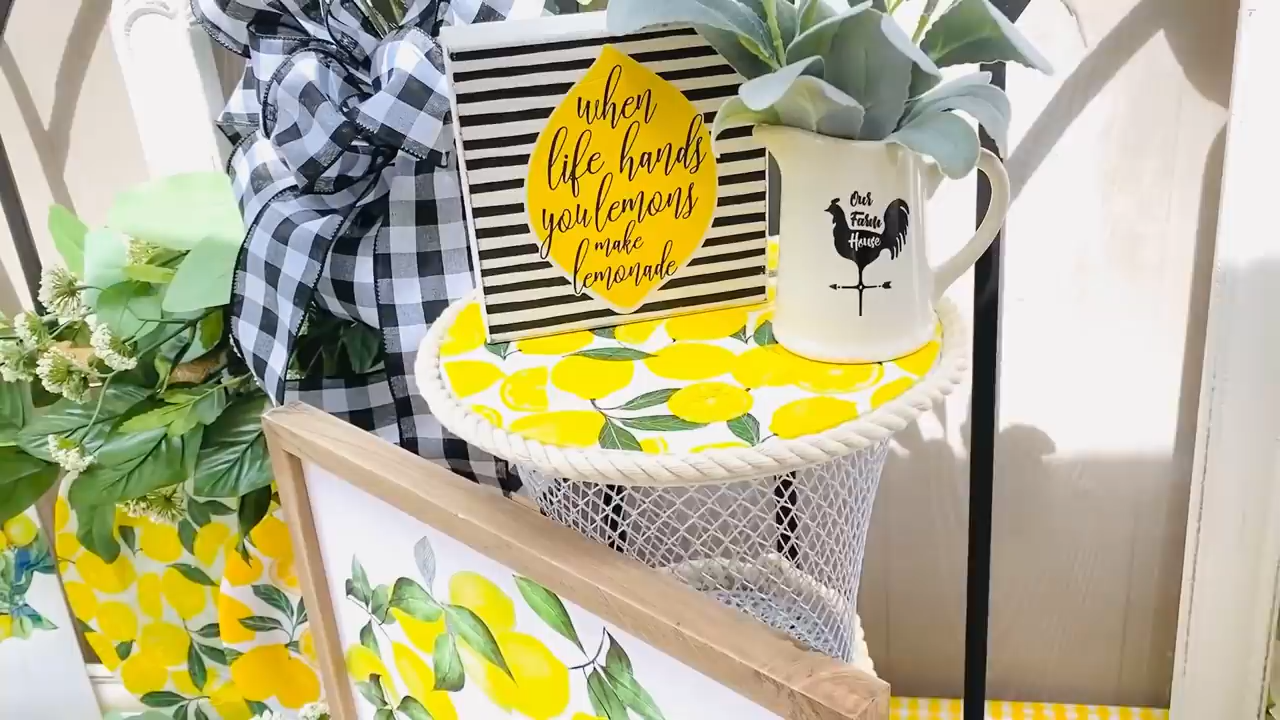 when
life hands
you lemons
make
lemonade
Our
Farm
House